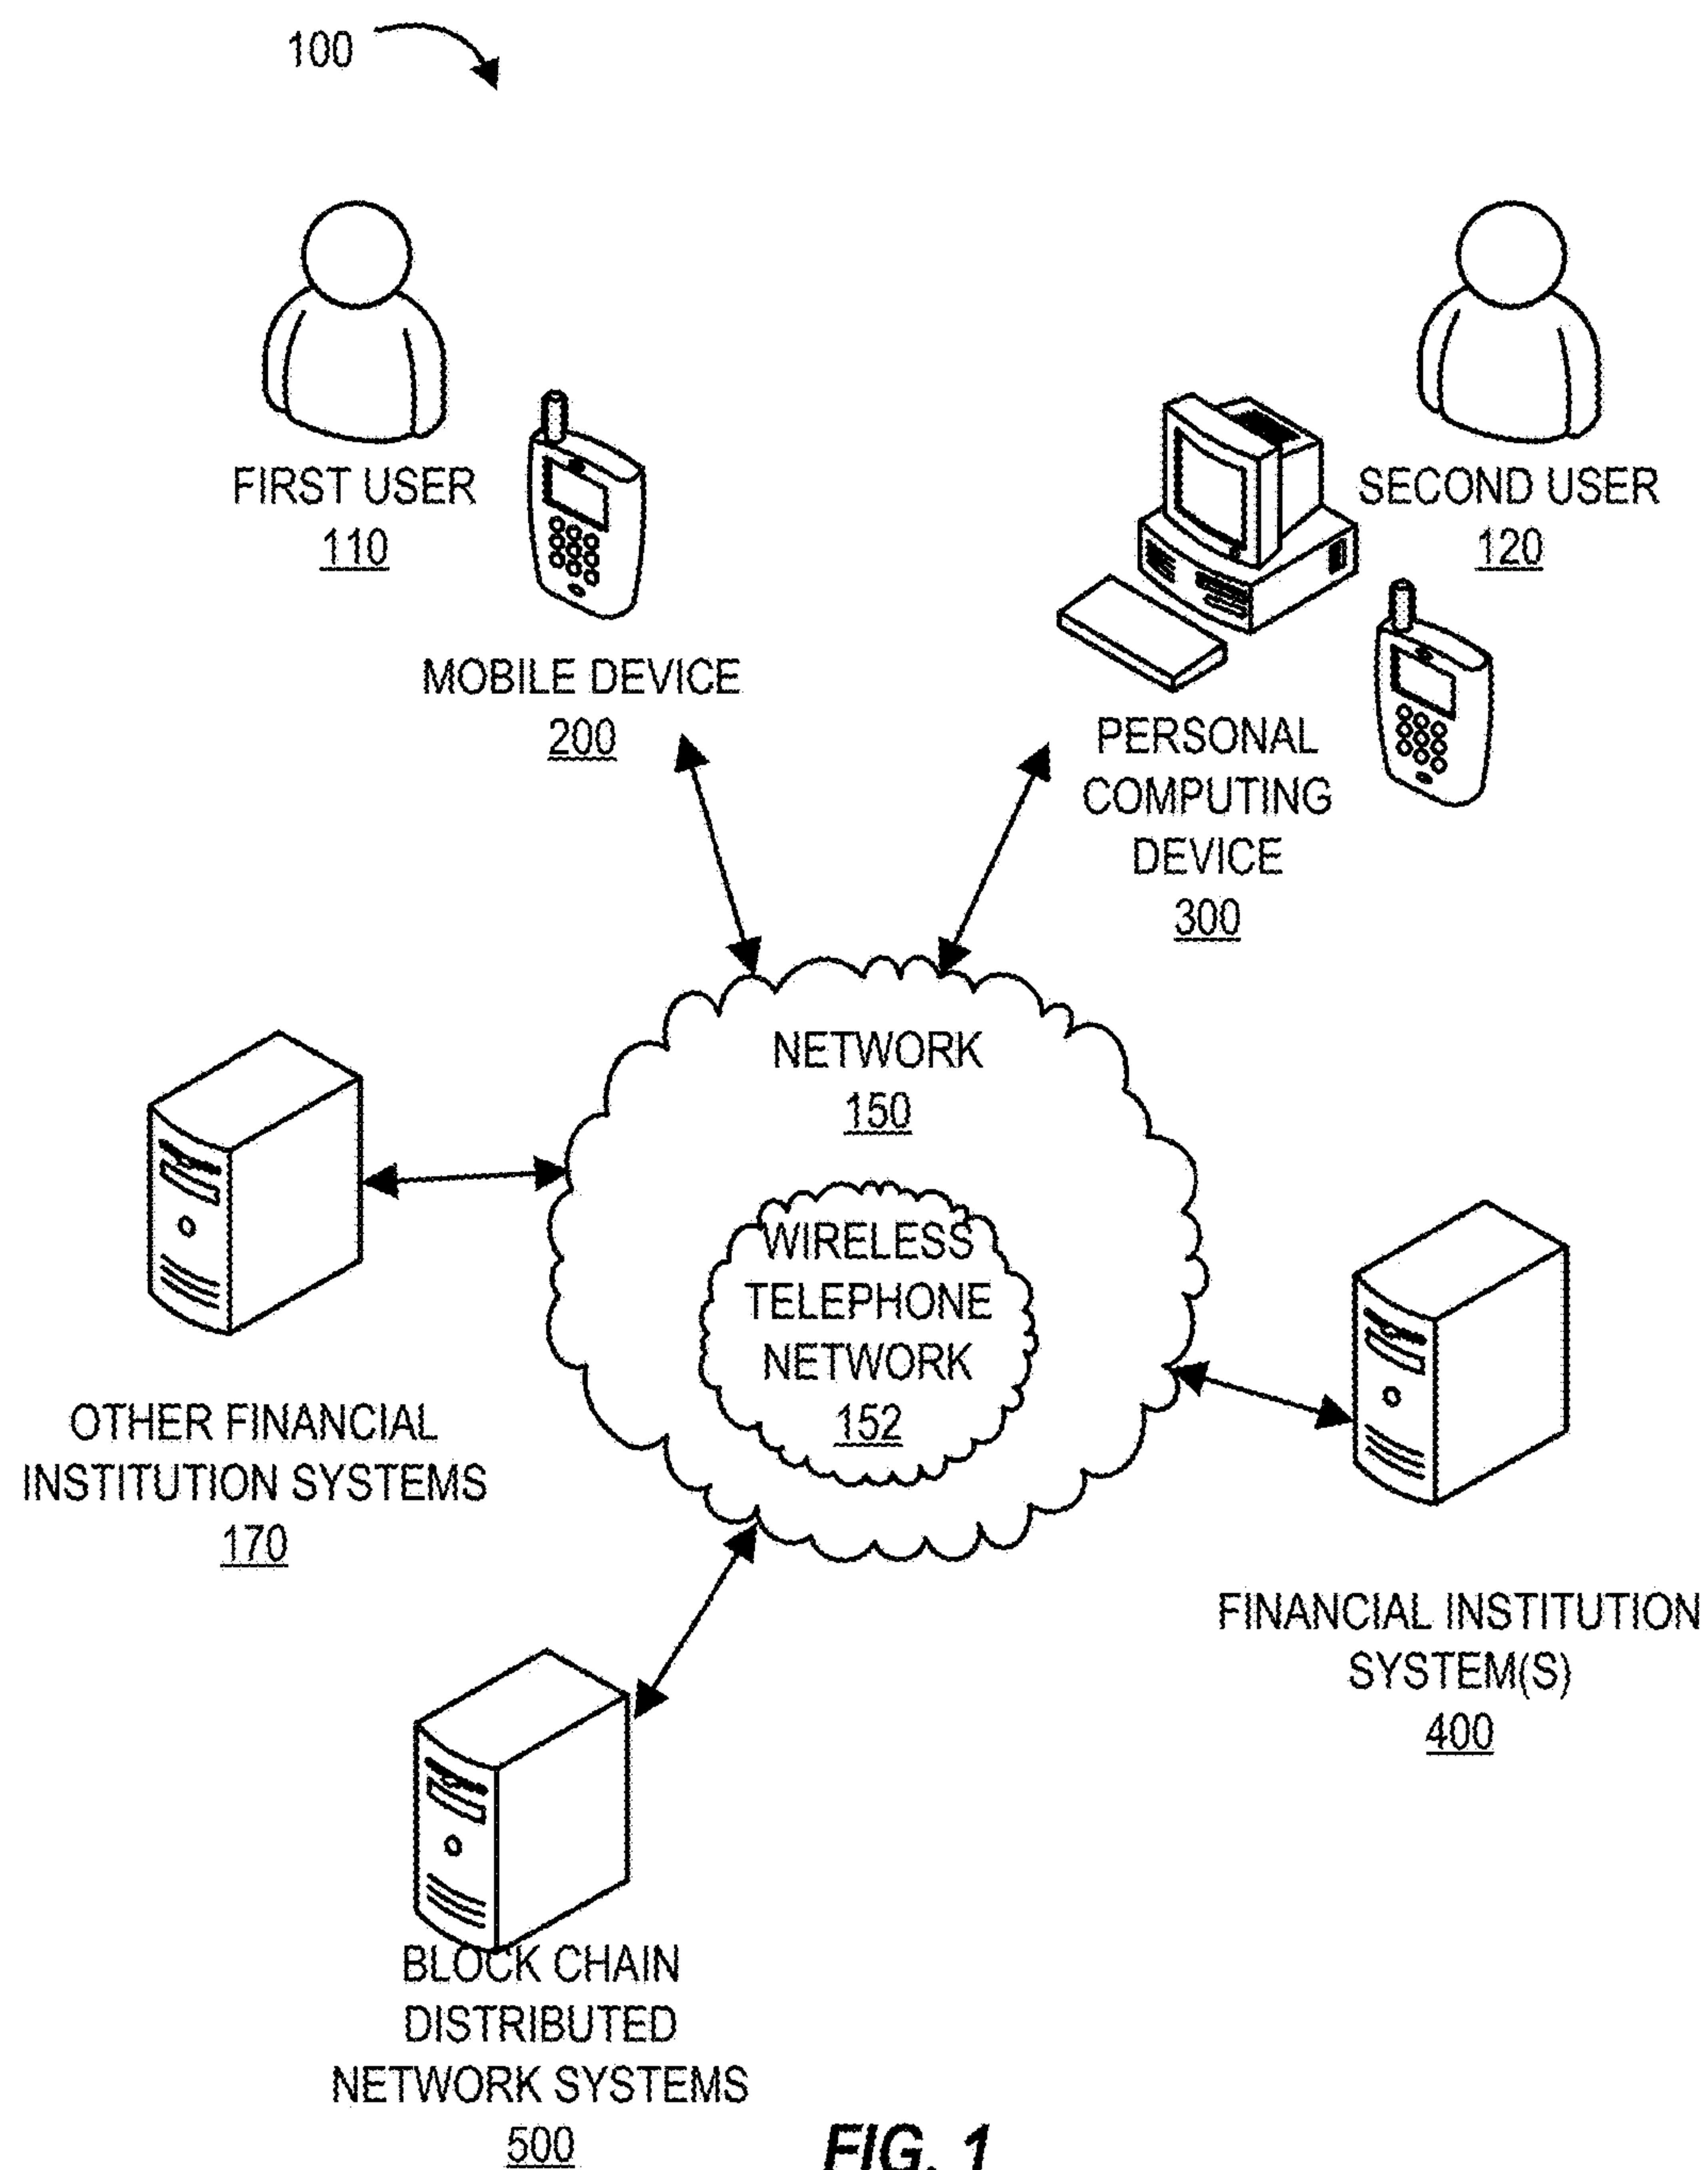 100
FIRST USER
110
SECOND USER
120
MOBILE DEVICE
200
PERSONAL
COMPUTING
DEVICE
300
NETWORK
150
WIRELESS
TELEPHONE
NETWORK
152
OTHER FINANCIAL
INSTITUTION SYSTEMS
170
FINANCIAL INSTITUTION
SYSTEM(S)
400
BLOCK CHAIN
DISTRIBUTED
NETWORK SYSTEMS
500
FIG. 1